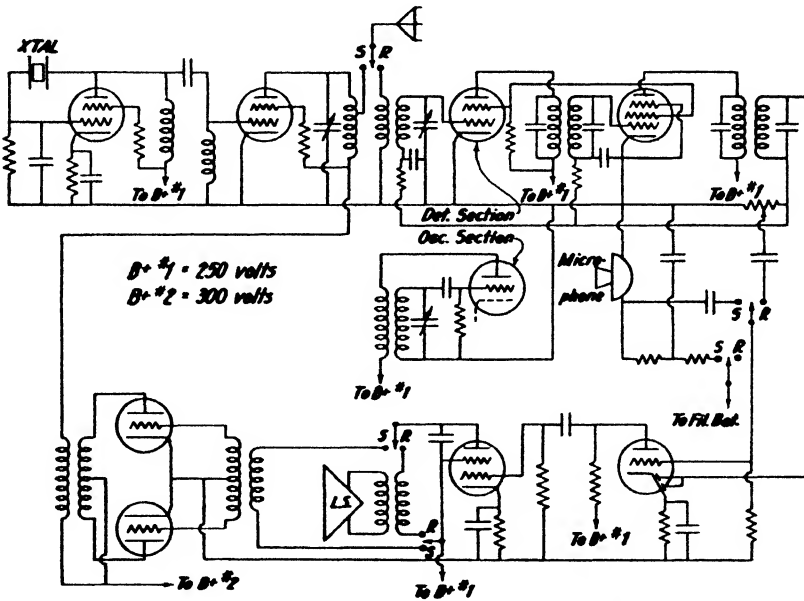 XTAL
S R
To B+ #1
To B+ #1
To B+ #1
Det. Section
Osc. Section
B+ #1 = 250 volts
B+ #2 = 300 volts
Micro-
phone
S R
S R
To B+ #1
To Fil. Bat.
S R
L.S.
R
S
To B+ #1
To B+ #2
To B+ #1